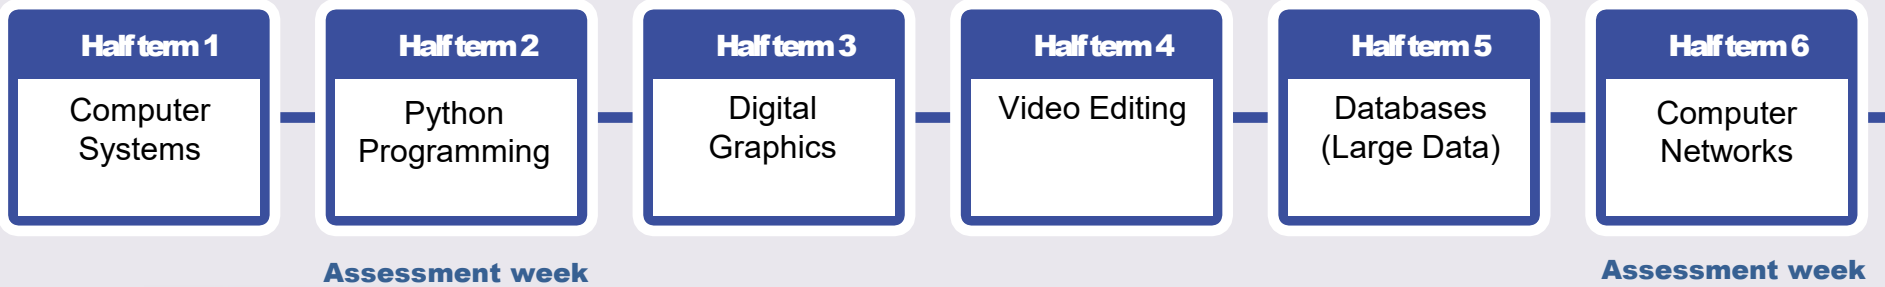 Half term 1
Computer
Systems
Half term 2
Python
Programming
Assessment week
Half term 3
Digital
Graphics
Half term 4
Video Editing
Half term 5
Databases
(Large Data)
Half term 6
Computer
Networks
Assessment week